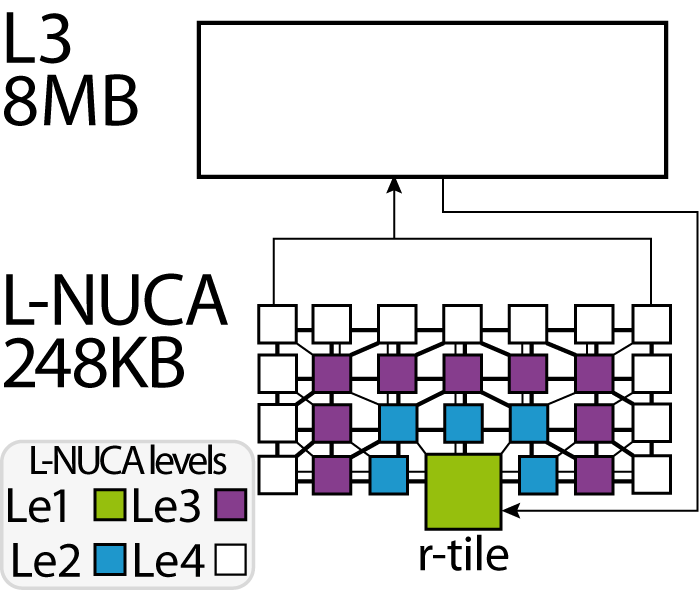 L3
8MB
L-NUCA
248KB
L-NUCA levels
Le1 Le3
Le2 Le4
r-tile